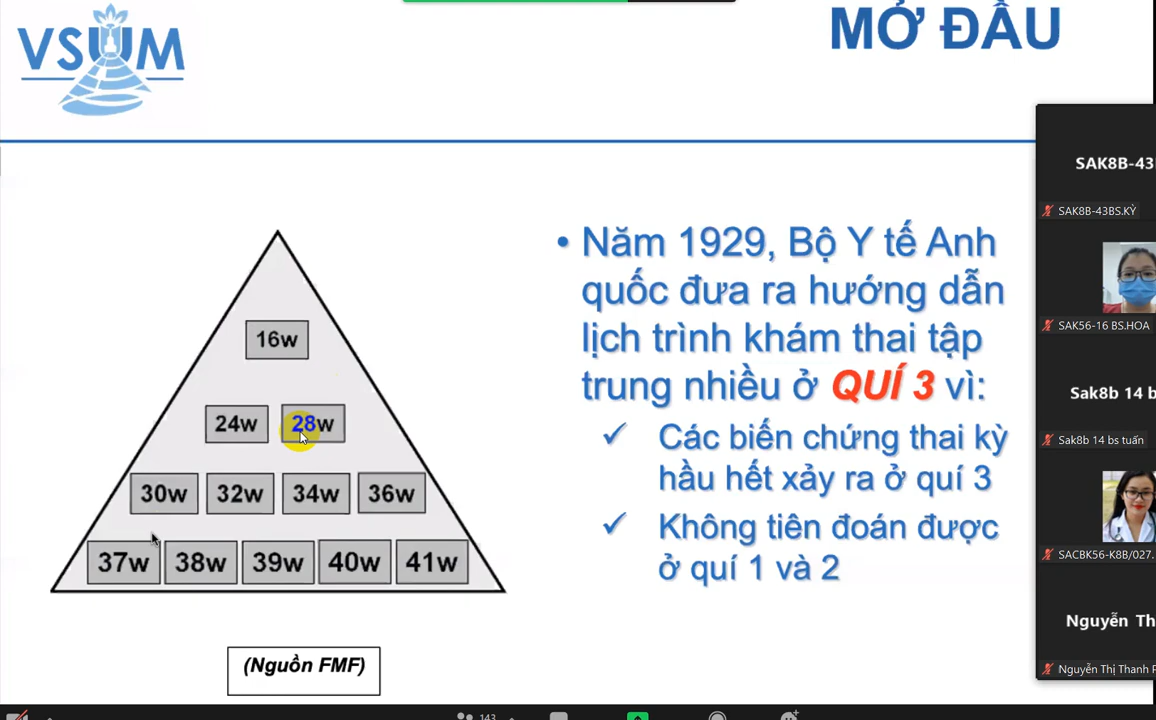 VSUM
MỞ ĐẦU
16w
24w 28w
30w 32w 34w 36w
37w 38w 39w 40w 41w
(Nguồn FMF)
• Năm 1929, Bộ Y tế Anh
quốc đưa ra hướng dẫn
lịch trình khám thai tập
trung nhiều ở QUÍ 3 vì:
✓ Các biến chứng thai kỳ
hầu hết xảy ra ở quí 3
✓ Không tiên đoán được
ở quí 1 và 2
SAK8B-43
SAK8B-43BS.KỲ
SAK56-16 BS.HOA
Sak8b 14 b
Sak8b 14 bs tuấn
SACBK56-K8B/027.
Nguyễn Th
Nguyễn Thị Thanh P
143